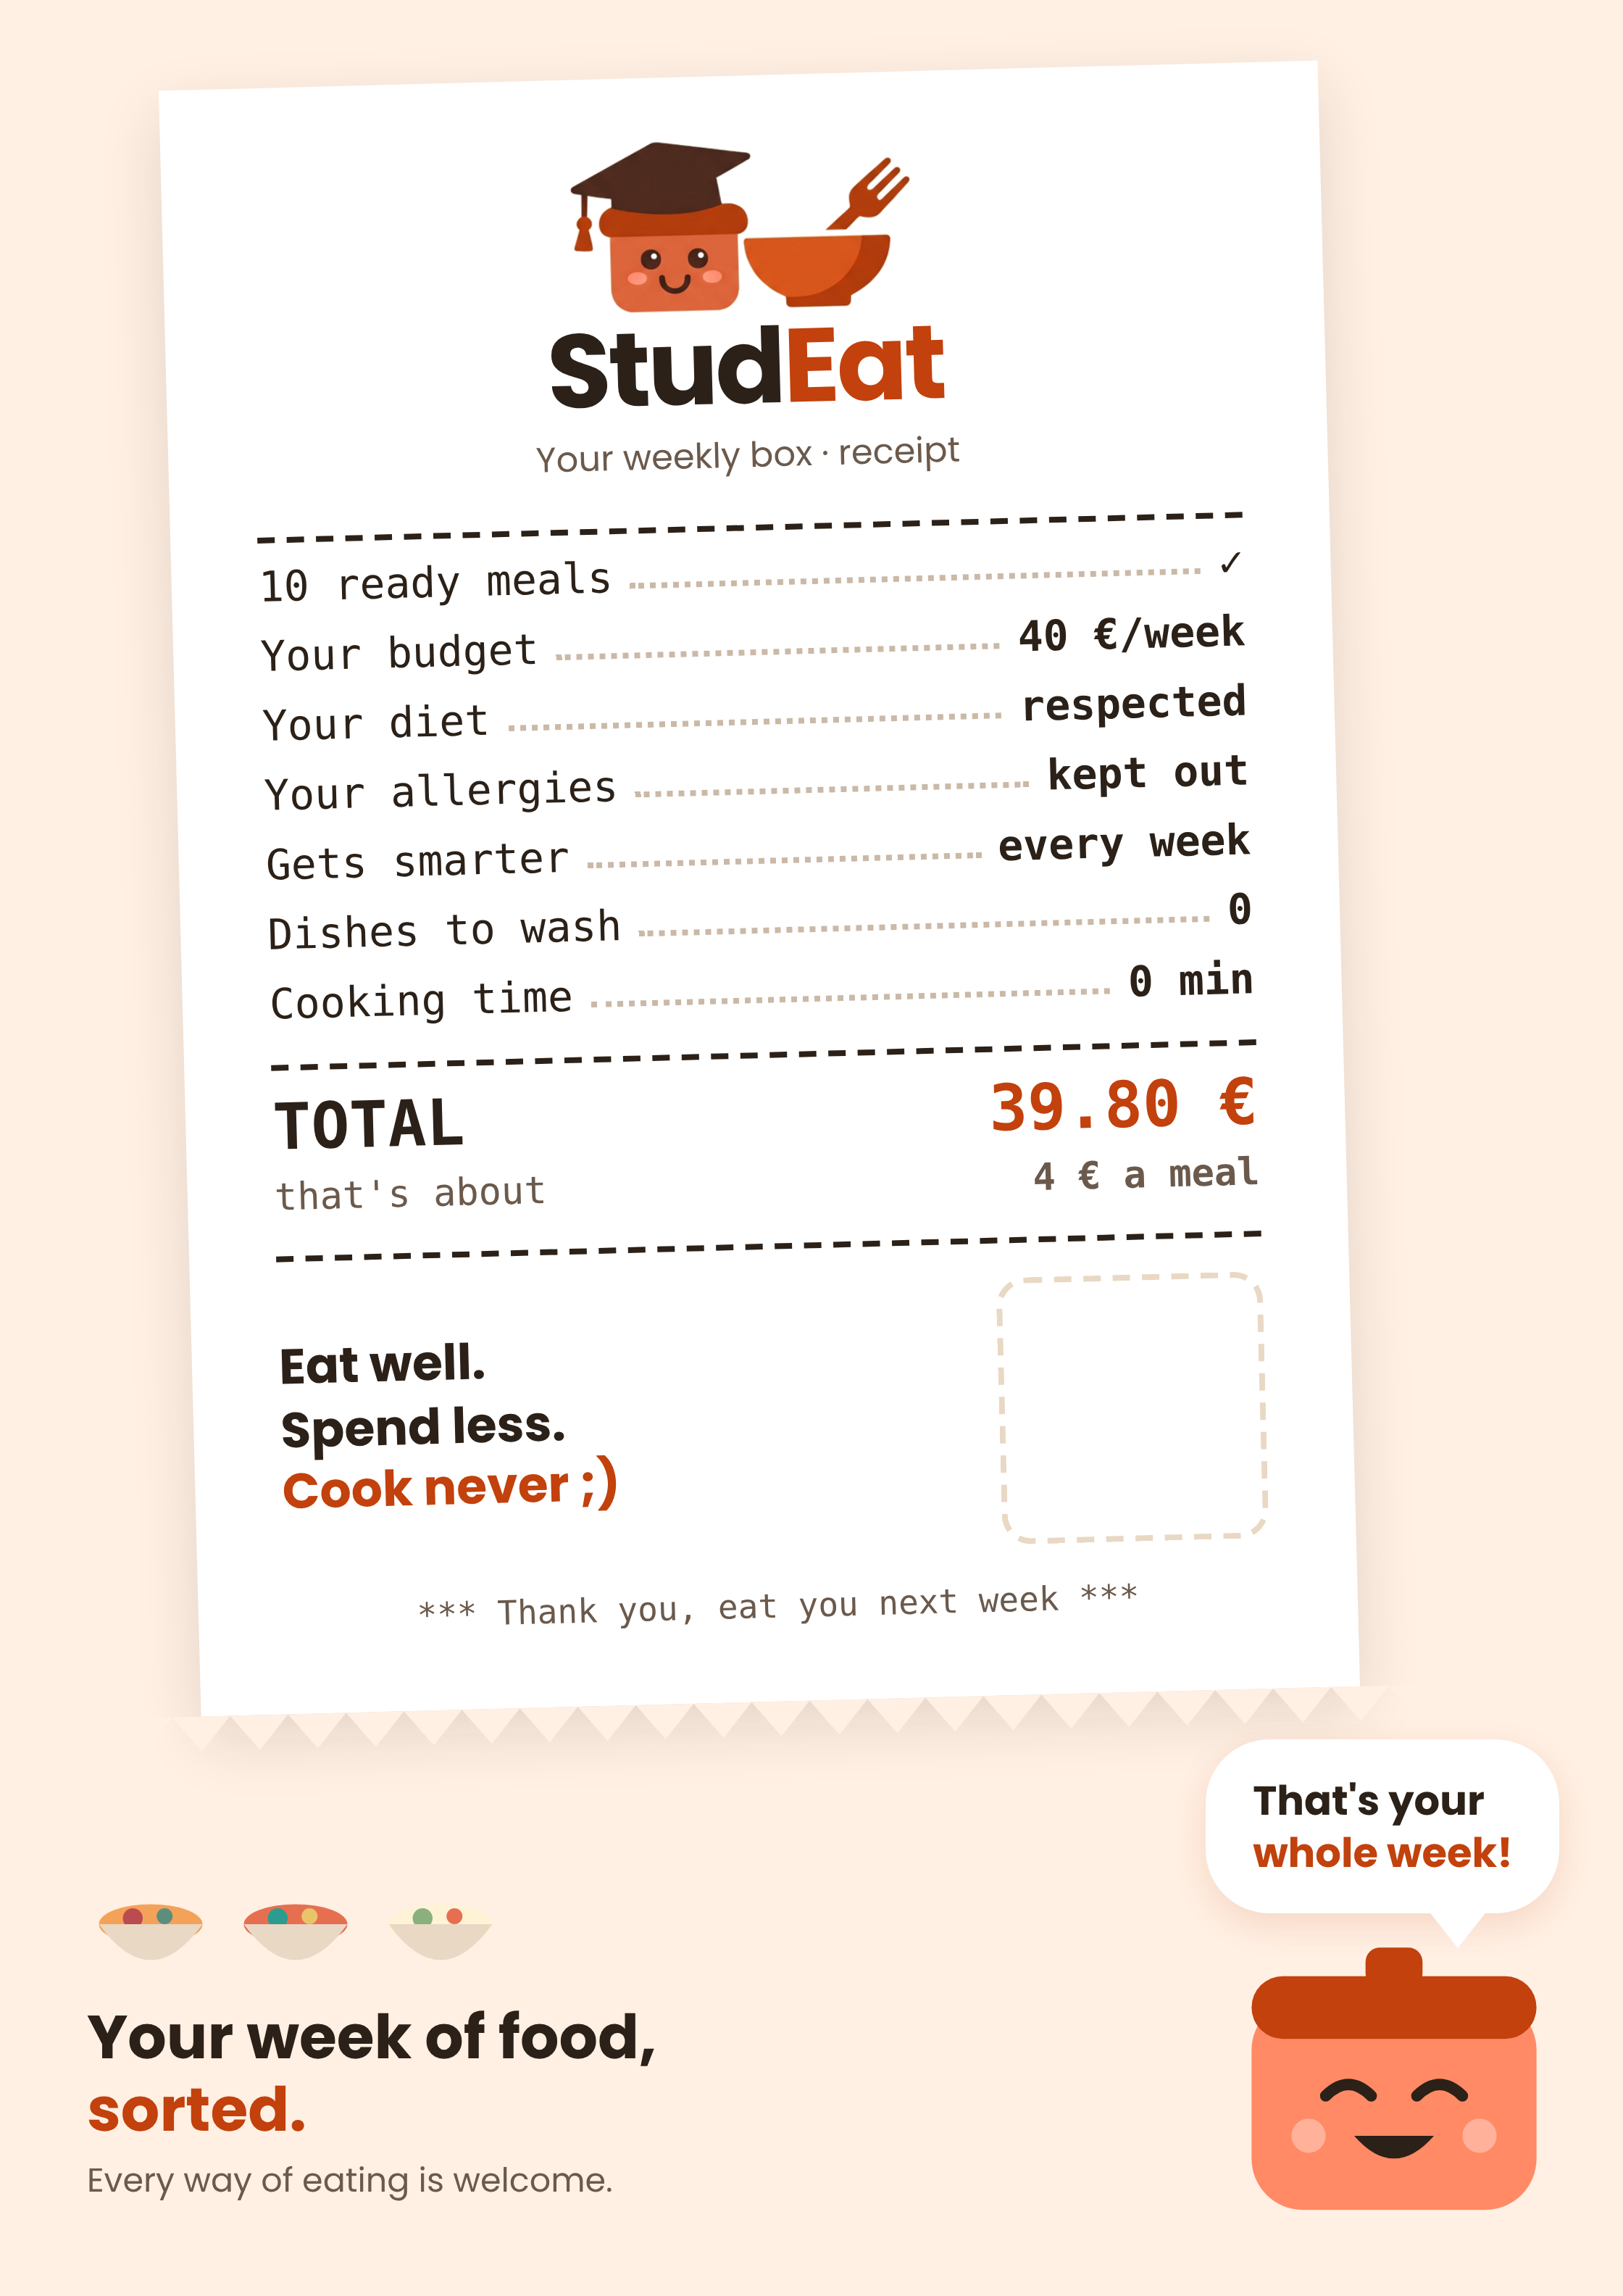 StudEat
Your weekly box · receipt
10 ready meals ✓
Your budget 40 €/week
Your diet respected
Your allergies kept out
Gets smarter every week
Dishes to wash 0
Cooking time 0 min
TOTAL 39.80 €
that's about 4 € a meal
Eat well.
Spend less.
Cook never ;)
*** Thank you, eat you next week ***
That's your
whole week!
Your week of food,
sorted.
Every way of eating is welcome.